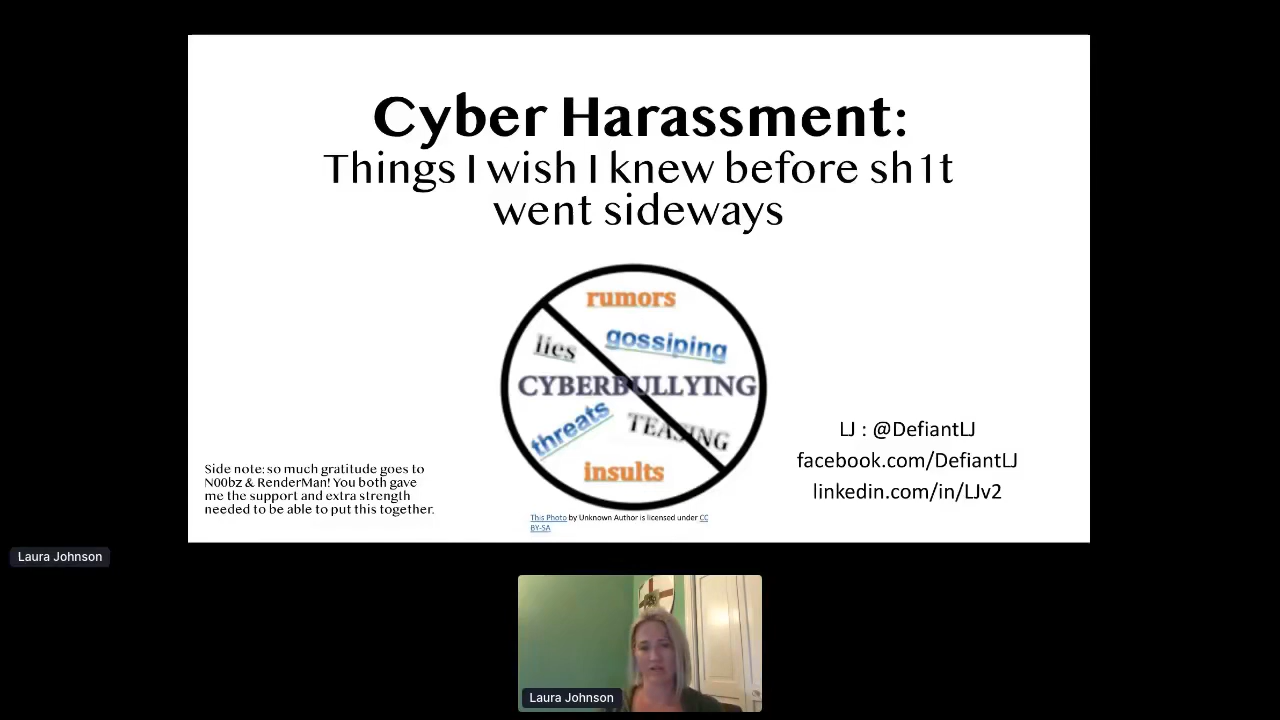 Cyber Harassment:
Things I wish I knew before sh1t
went sideways
rumors
gossiping
lies
CYBERBULLYING
threats
TEASING
insults
This Photo by Unknown Author is licensed under CC
BY-SA
Side note: so much gratitude goes to
N00bz & RenderMan! You both gave
me the support and extra strength
needed to be able to put this together.
LJ : @DefiantLJ
facebook.com/DefiantLJ
linkedin.com/in/LJv2
Laura Johnson
Laura Johnson